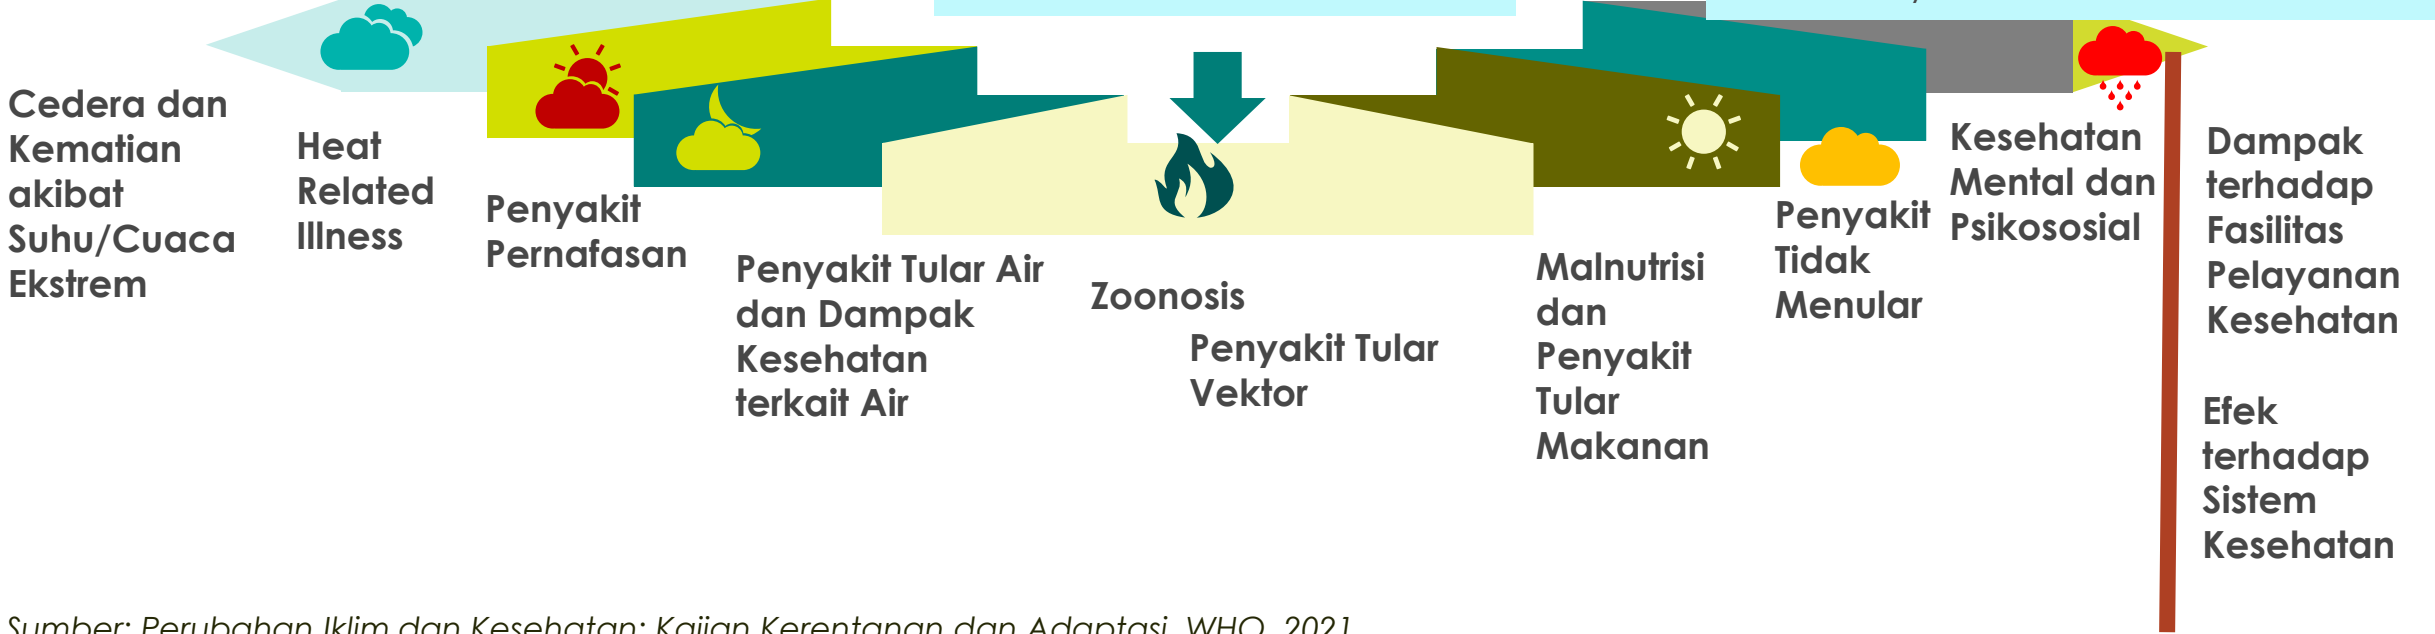 Cedera dan
Kematian
akibat
Suhu/Cuaca
Ekstrem
Heat
Related
Illness
Penyakit
Pernafasan
Penyakit Tular Air
dan Dampak
Kesehatan
terkait Air
Zoonosis
Penyakit Tular
Vektor
Malnutrisi
dan
Penyakit
Tular
Makanan
Penyakit
Tidak
Menular
Kesehatan
Mental dan
Psikososial
Dampak
terhadap
Fasilitas
Pelayanan
Kesehatan
Efek
terhadap
Sistem
Kesehatan
Sumber: Perubahan Iklim dan Kesehatan: Kajian Kerentanan dan Adaptasi, WHO, 2021